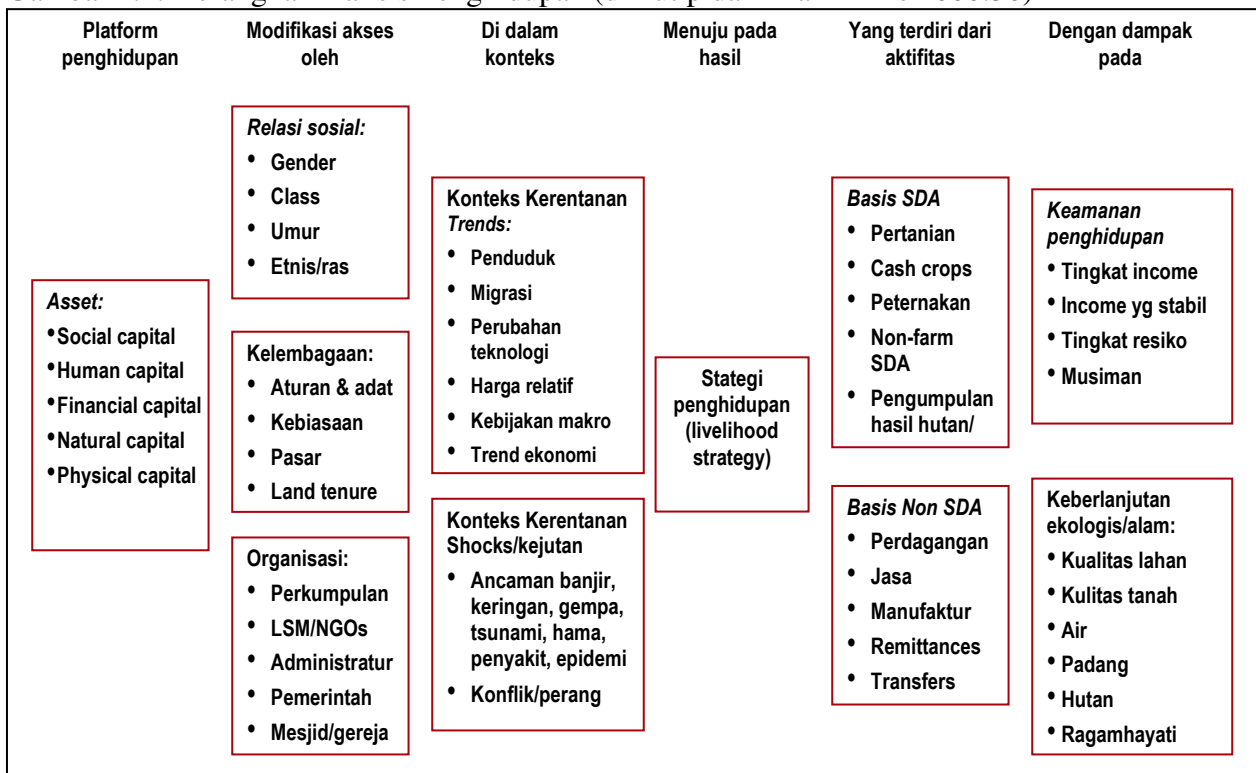 Platform
penghidupan
Modifikasi akses
oleh
Di dalam
konteks
Menuju pada
hasil
Yang terdiri dari
aktifitas
Dengan dampak
pada
Asset:
•Social capital
•Human capital
•Financial capital
•Natural capital
•Physical capital
Relasi sosial:
• Gender
• Class
• Umur
• Etnis/ras
Kelembagaan:
• Aturan & adat
• Kebiasaan
• Pasar
• Land tenure
Organisasi:
• Perkumpulan
• LSM/NGOs
• Administratur
• Pemerintah
• Mesjid/gereja
Konteks Kerentanan
Trends:
• Penduduk
• Migrasi
• Perubahan
teknologi
• Harga relatif
• Kebijakan makro
• Trend ekonomi
Konteks Kerentanan
Shocks/kejutan
• Ancaman banjir,
keringan, gempa,
tsunami, hama,
penyakit, epidemi
• Konflik/perang
Stategi
penghidupan
(livelihood
strategy)
Basis SDA
• Pertanian
• Cash crops
• Peternakan
• Non-farm
SDA
• Pengumpulan
hasil hutan/
Basis Non SDA
• Perdagangan
• Jasa
• Manufaktur
• Remittances
• Transfers
Keamanan
penghidupan
• Tingkat income
• Income yg stabil
• Tingkat resiko
• Musiman
Keberlanjutan
ekologis/alam:
• Kualitas lahan
• Kulitas tanah
• Air
• Padang
• Hutan
• Ragamhayati